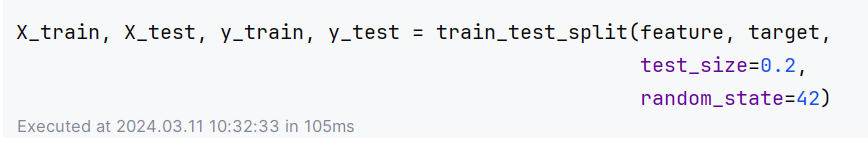 X_train, X_test, y_train, y_test = train_test_split(feature, target,
test_size=0.2,
random_state=42)
Executed at 2024.03.11 10:32:33 in 105ms